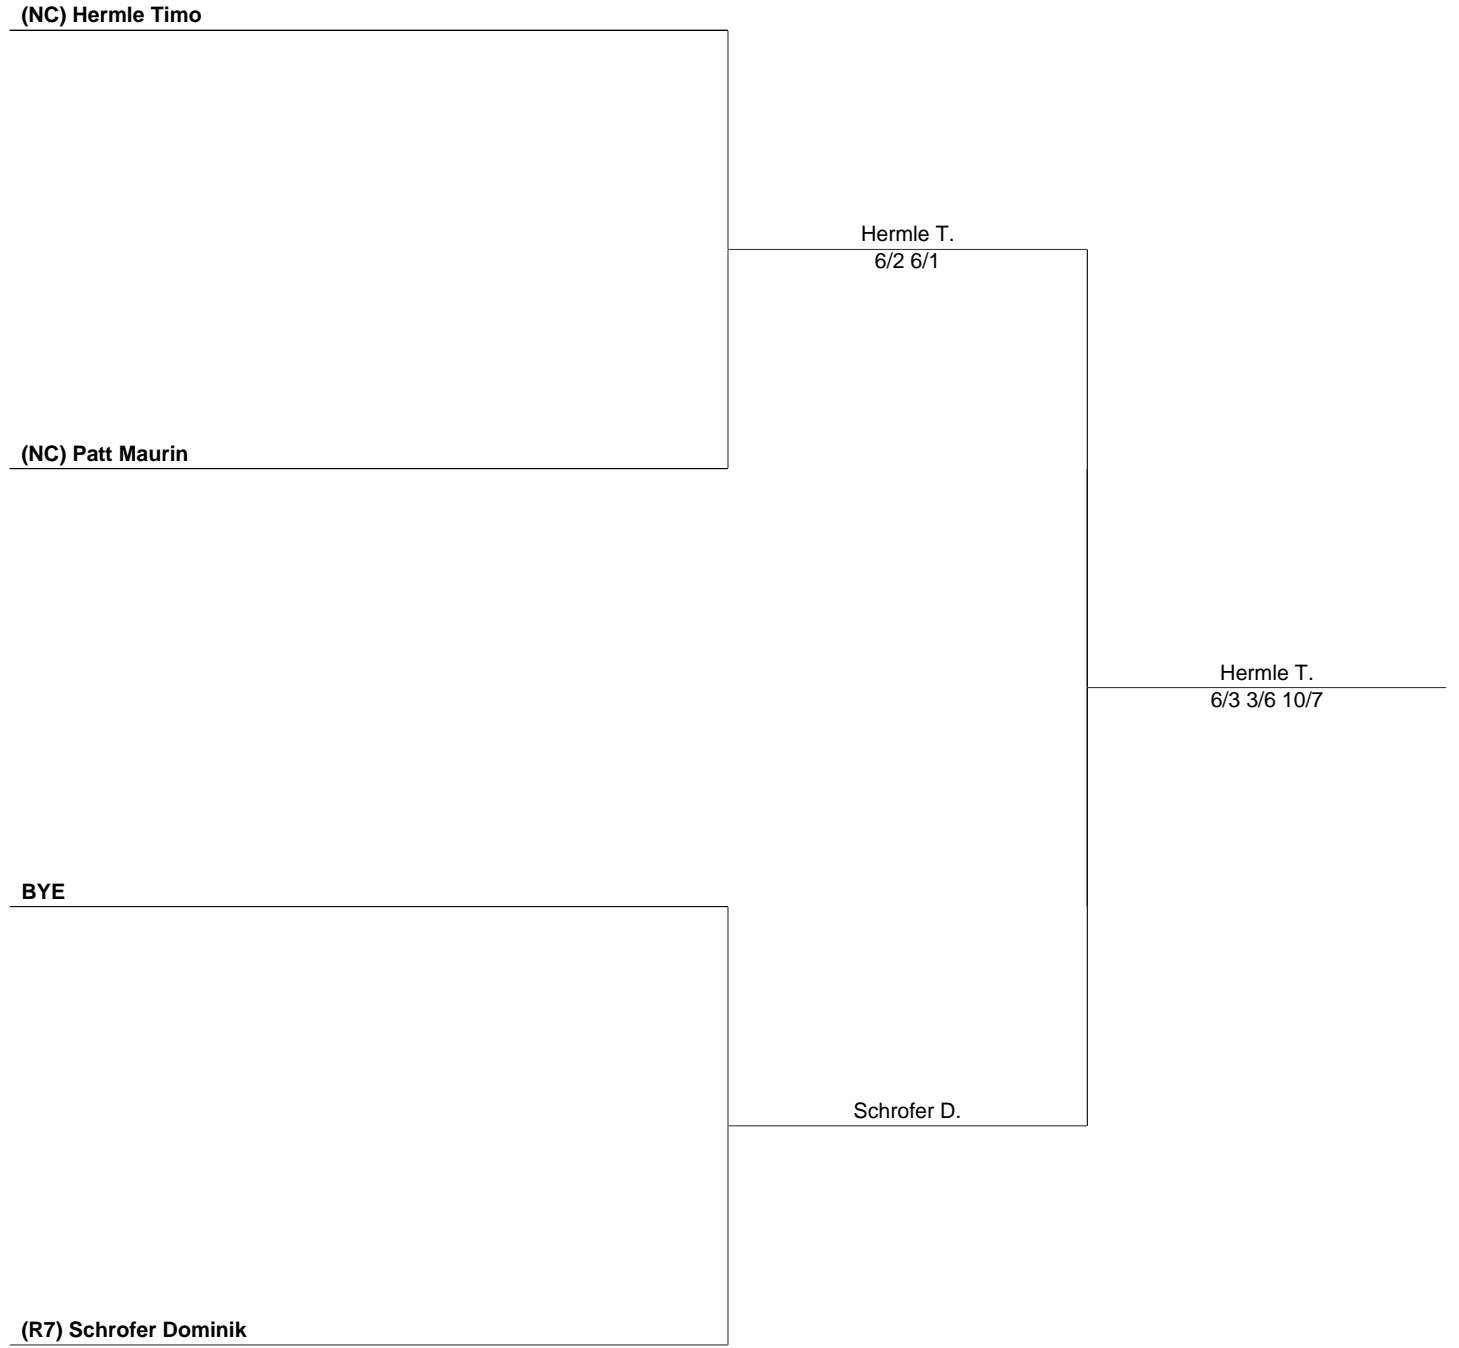 (NC) Hermle Timo
Hermle T.
6/2 6/1
(NC) Patt Maurin
Hermle T.
6/3 3/6 10/7
BYE
Schrofer D.
(R7) Schrofer Dominik